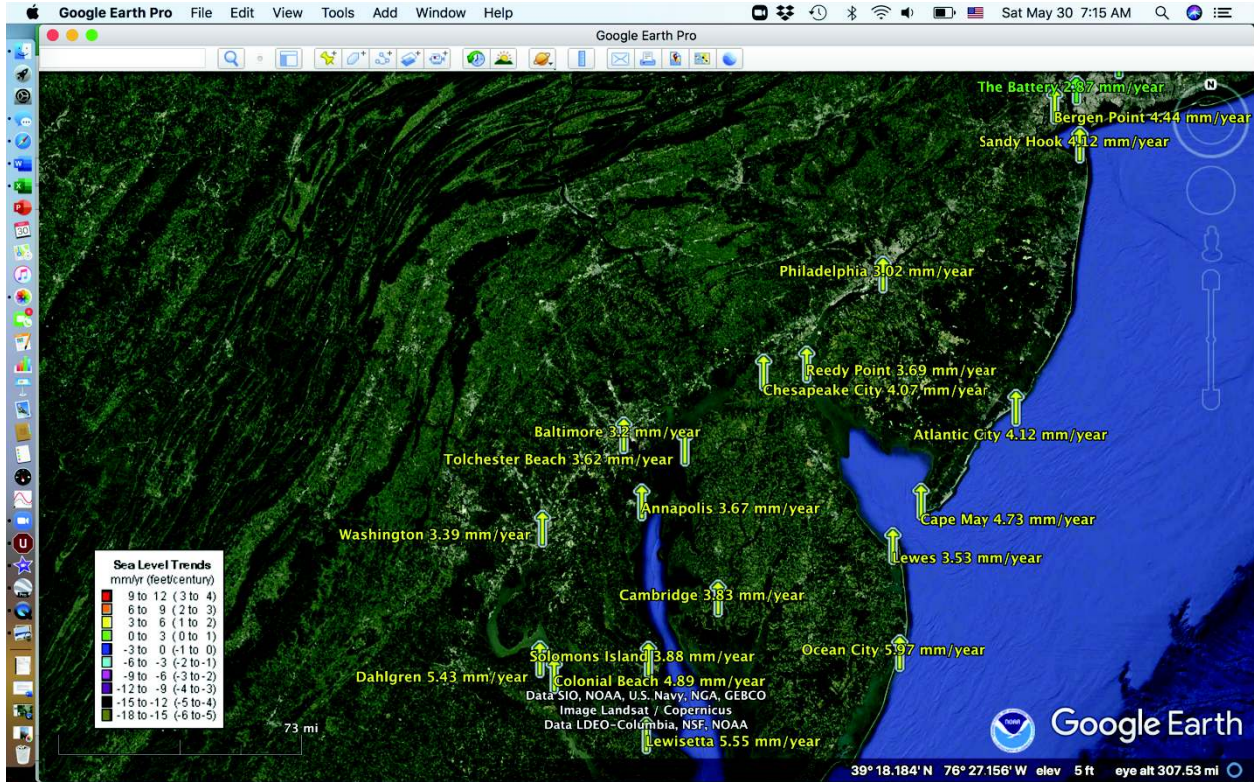 Google Earth Pro File Edit View Tools Add Window Help Sat May 30 7:15 AM
Google Earth Pro
The Battery 2.87 mm/year
N
Bergen Point 4.44 mm/year
Sandy Hook 4.12 mm/year
Philadelphia 3.02 mm/year
Reedy Point 3.69 mm/year
Chesapeake City 4.07 mm/year
Atlantic City 4.12 mm/year
Baltimore 3.2 mm/year
Tolchester Beach 3.62 mm/year
Annapolis 3.67 mm/year
Cape May 4.73 mm/year
Washington 3.39 mm/year
Lewes 3.53 mm/year
Cambridge 3.83 mm/year
Ocean City 5.97 mm/year
Solomons Island 3.88 mm/year
Dahlgren 5.43 mm/year
Colonial Beach 4.89 mm/year
Lewisetta 5.55 mm/year
Sea Level Trends
mm/yr (feet/century)
9 to 12 (3 to 4)
6 to 9 (2 to 3)
3 to 6 (1 to 2)
0 to 3 (0 to 1)
-3 to 0 (-1 to 0)
-6 to -3 (-2 to -1)
-9 to -6 (-3 to -2)
-12 to -9 (-4 to -3)
-15 to -12 (-5 to -4)
-18 to -15 (-6 to -5)
73 mi
Data SIO, NOAA, U.S. Navy, NGA, GEBCO
Image Landsat / Copernicus
Data LDEO-Columbia, NSF, NOAA
NOAA
Google Earth
39° 18.184' N 76° 27.156' W elev 5 ft eye alt 307.53 mi